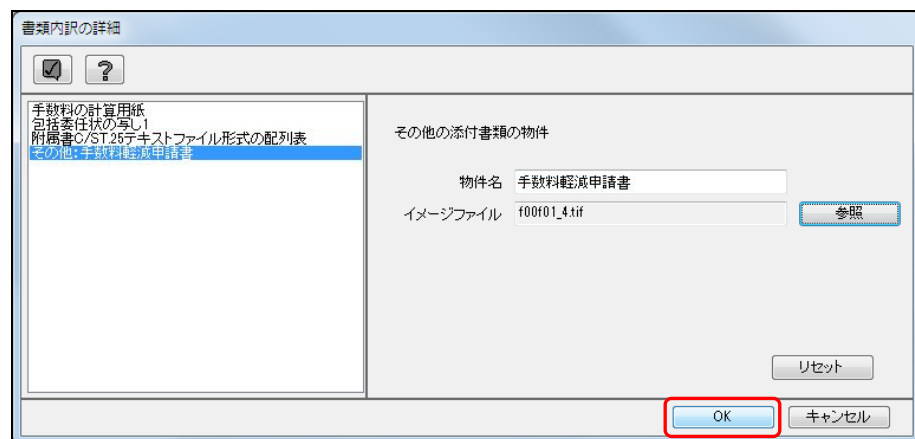 書類内訳の詳細
?
手数料の計算用紙
包括委任状の写し1
附属書C/ST.25テキストファイル形式の配列表
その他:手数料軽減申請書
その他の添付書類の物件
物件名 手数料軽減申請書
イメージファイル f00f01_4.tif 参照
リセット
OK キャンセル